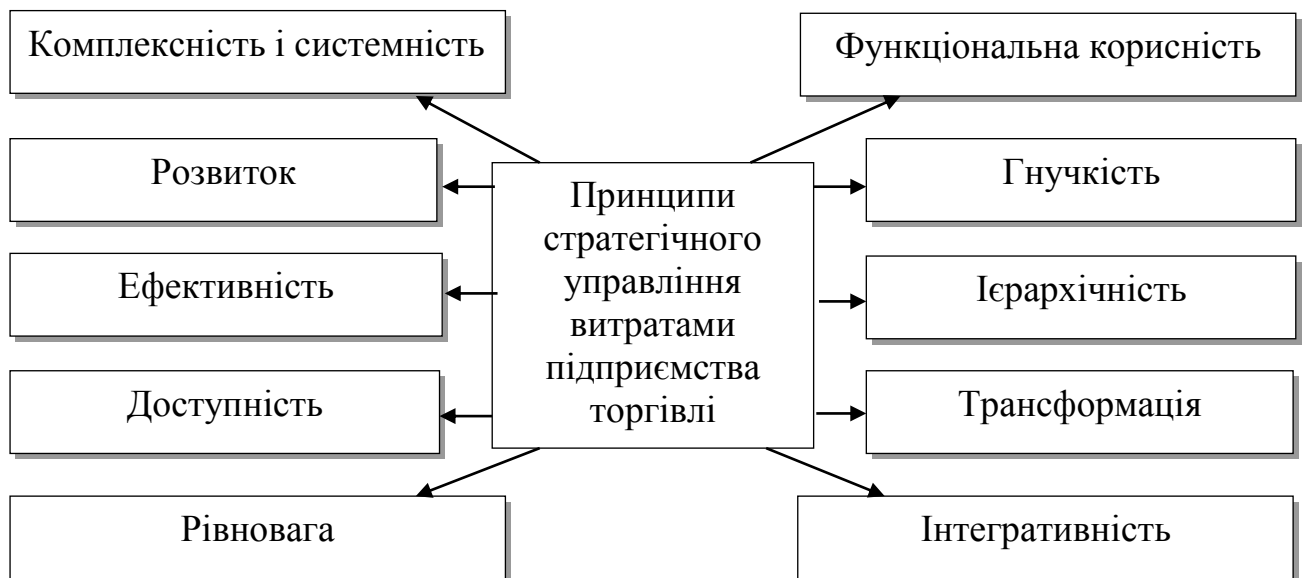 Комплексність і системність
Функціональна корисність
Розвиток
Гнучкість
Принципи
стратегічного
управління
витратами
підприємства
торгівлі
Ефективність
Ієрархічність
Доступність
Трансформація
Рівновага
Інтегративність